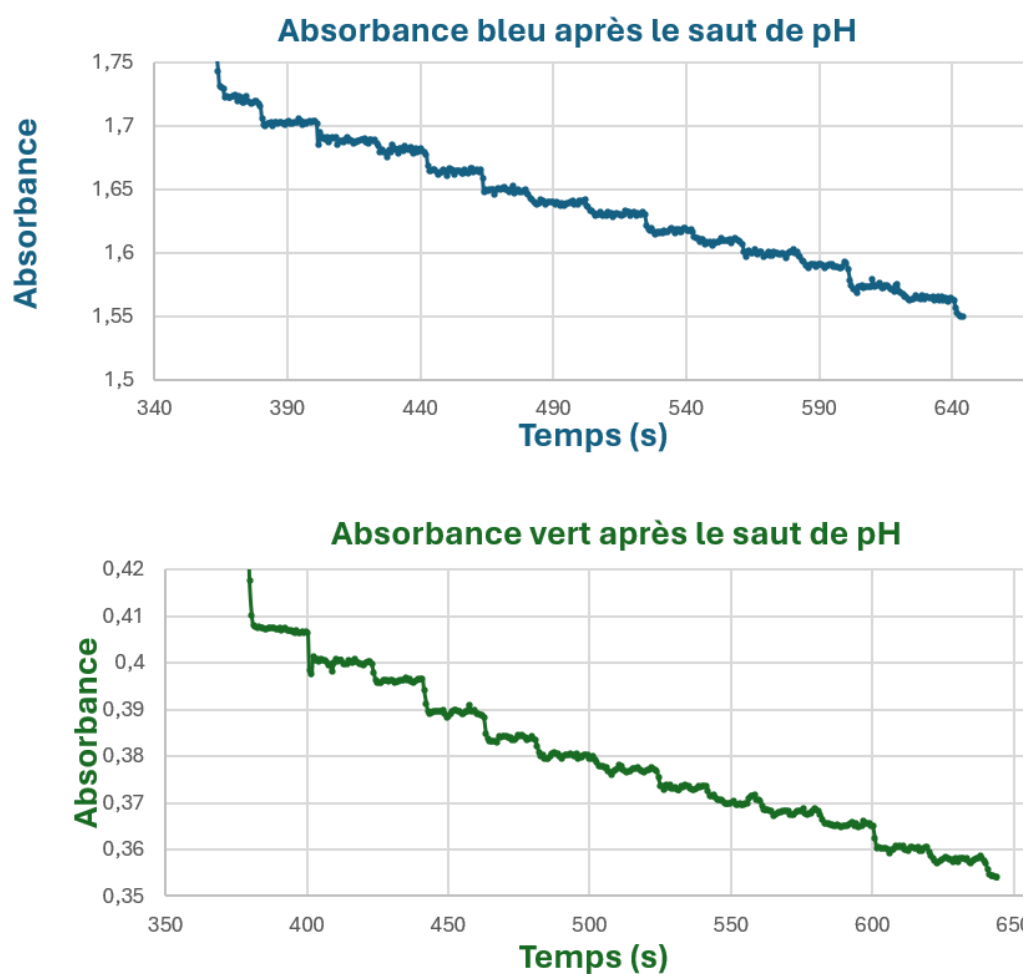 Absorbance bleu après le saut de pH
Absorbance
1,75
1,7
1,65
1,6
1,55
1,5
340 390 440 490 540 590 640
Temps (s)
Absorbance vert après le saut de pH
Absorbance
0,42
0,41
0,4
0,39
0,38
0,37
0,36
0,35
350 400 450 500 550 600 650
Temps (s)